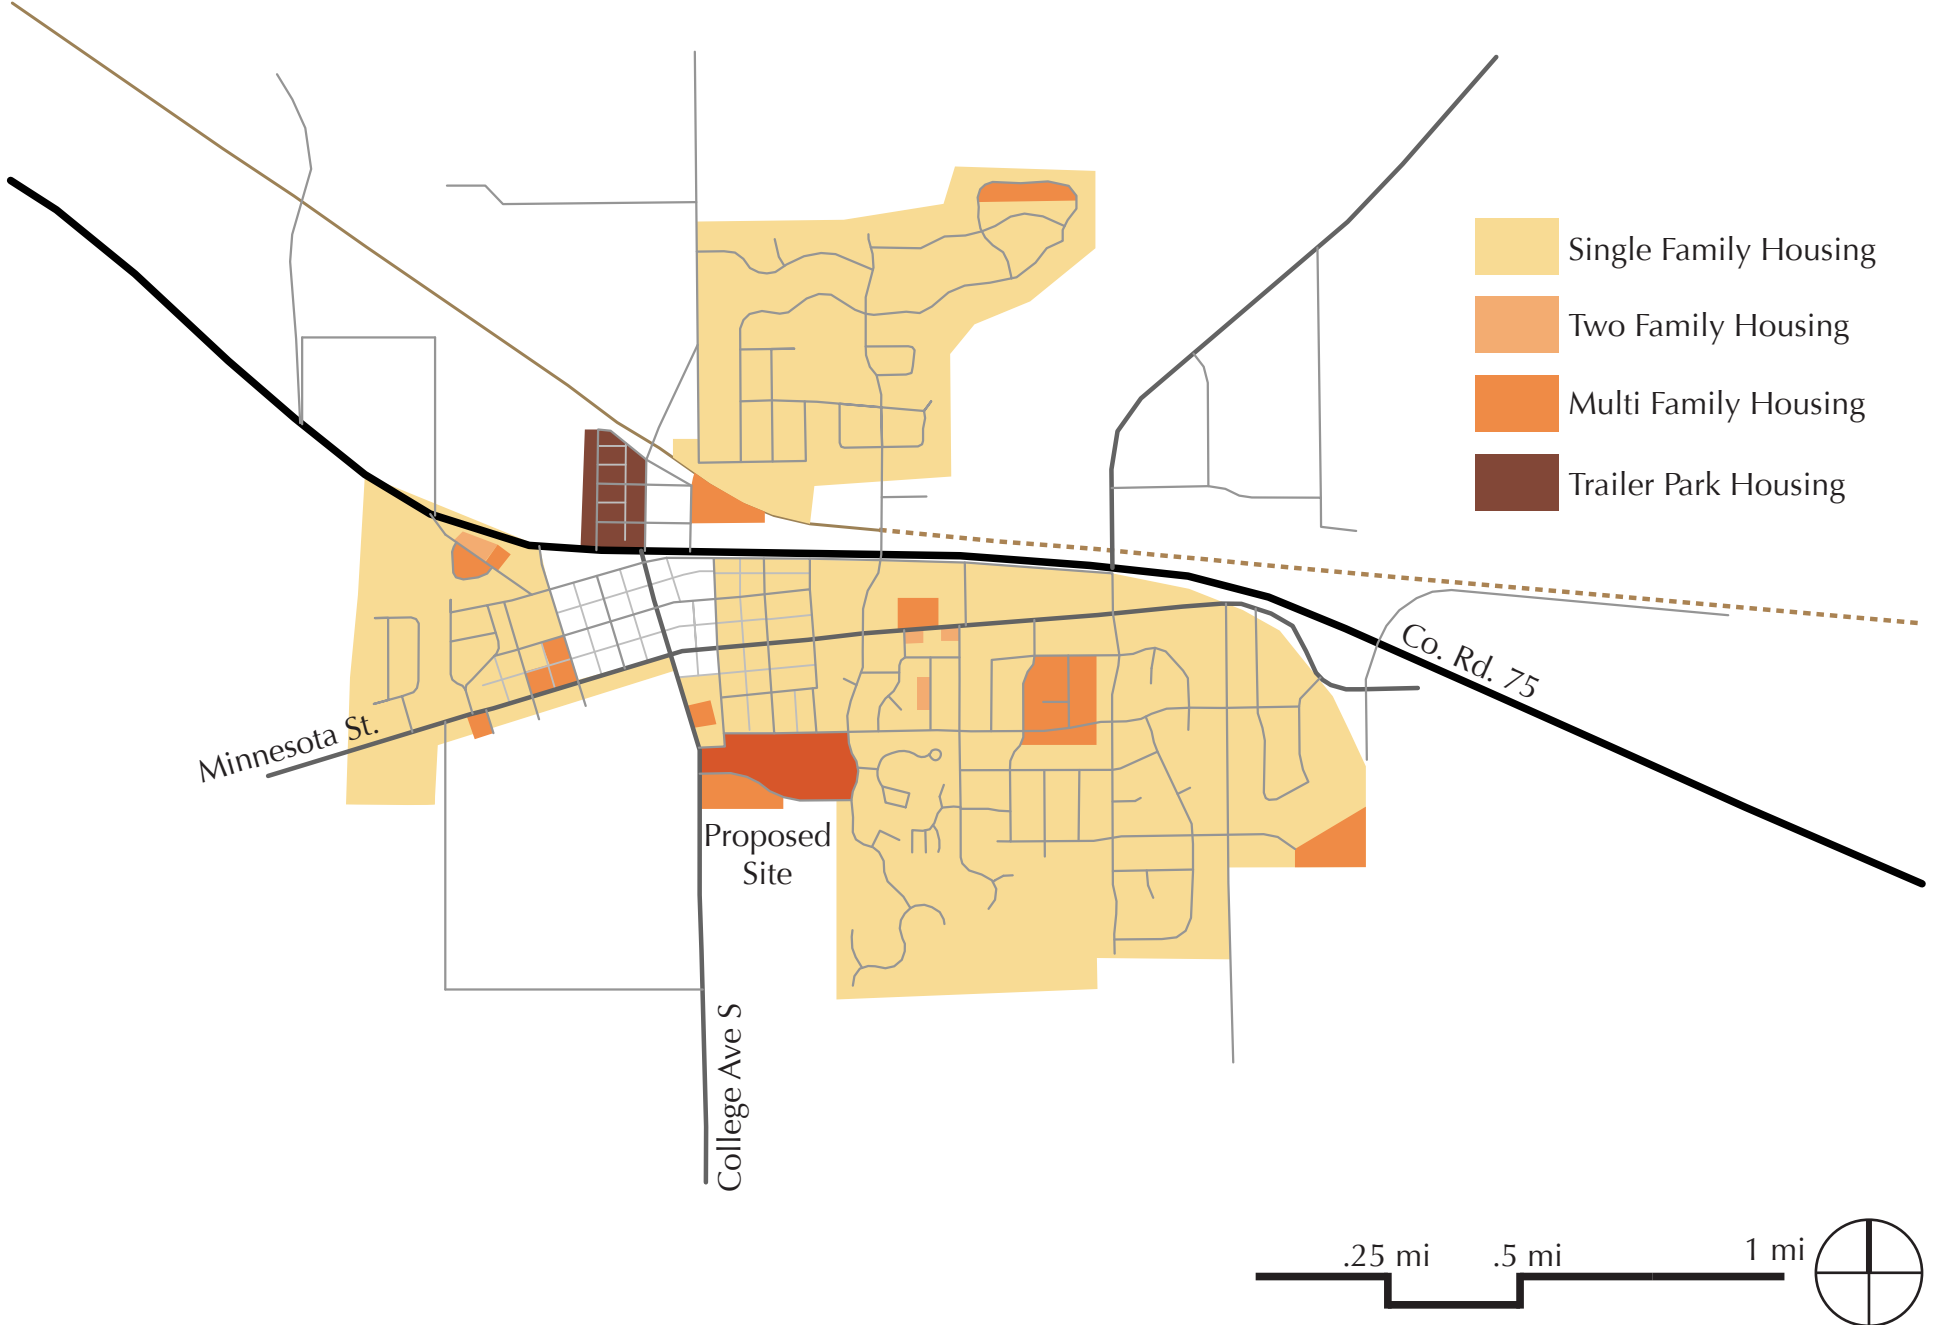 Single Family Housing
Two Family Housing
Multi Family Housing
Trailer Park Housing
Co. Rd. 75
Minnesota St.
Proposed
Site
College Ave S
.25 mi
.5 mi
1 mi